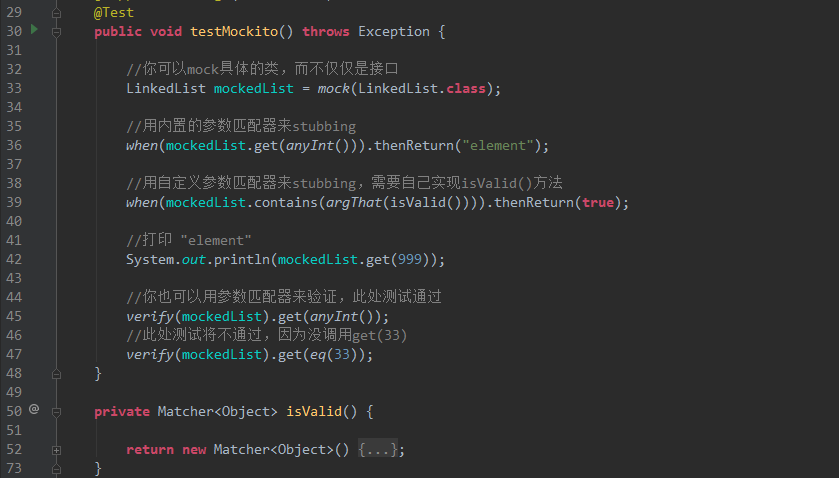 29 @Test
30 public void testMockito() throws Exception {
31
32 //你可以mock具体的类，而不仅仅是接口
33 LinkedList mockedList = mock(LinkedList.class);
34
35 //用内置的参数匹配器来stubbing
36 when(mockedList.get(anyInt())).thenReturn("element");
37
38 //用自定义参数匹配器来stubbing，需要自己实现isValid()方法
39 when(mockedList.contains(argThat(isValid()))).thenReturn(true);
40
41 //打印 "element"
42 System.out.println(mockedList.get(999));
43
44 //你也可以用参数匹配器来验证，此处测试通过
45 verify(mockedList).get(anyInt());
46 //此处测试将不通过，因为没调用get(33)
47 verify(mockedList).get(eq(33));
48 }
49
50 @ private Matcher<Object> isValid() {
51
52 return new Matcher<Object>() {...};
73 }